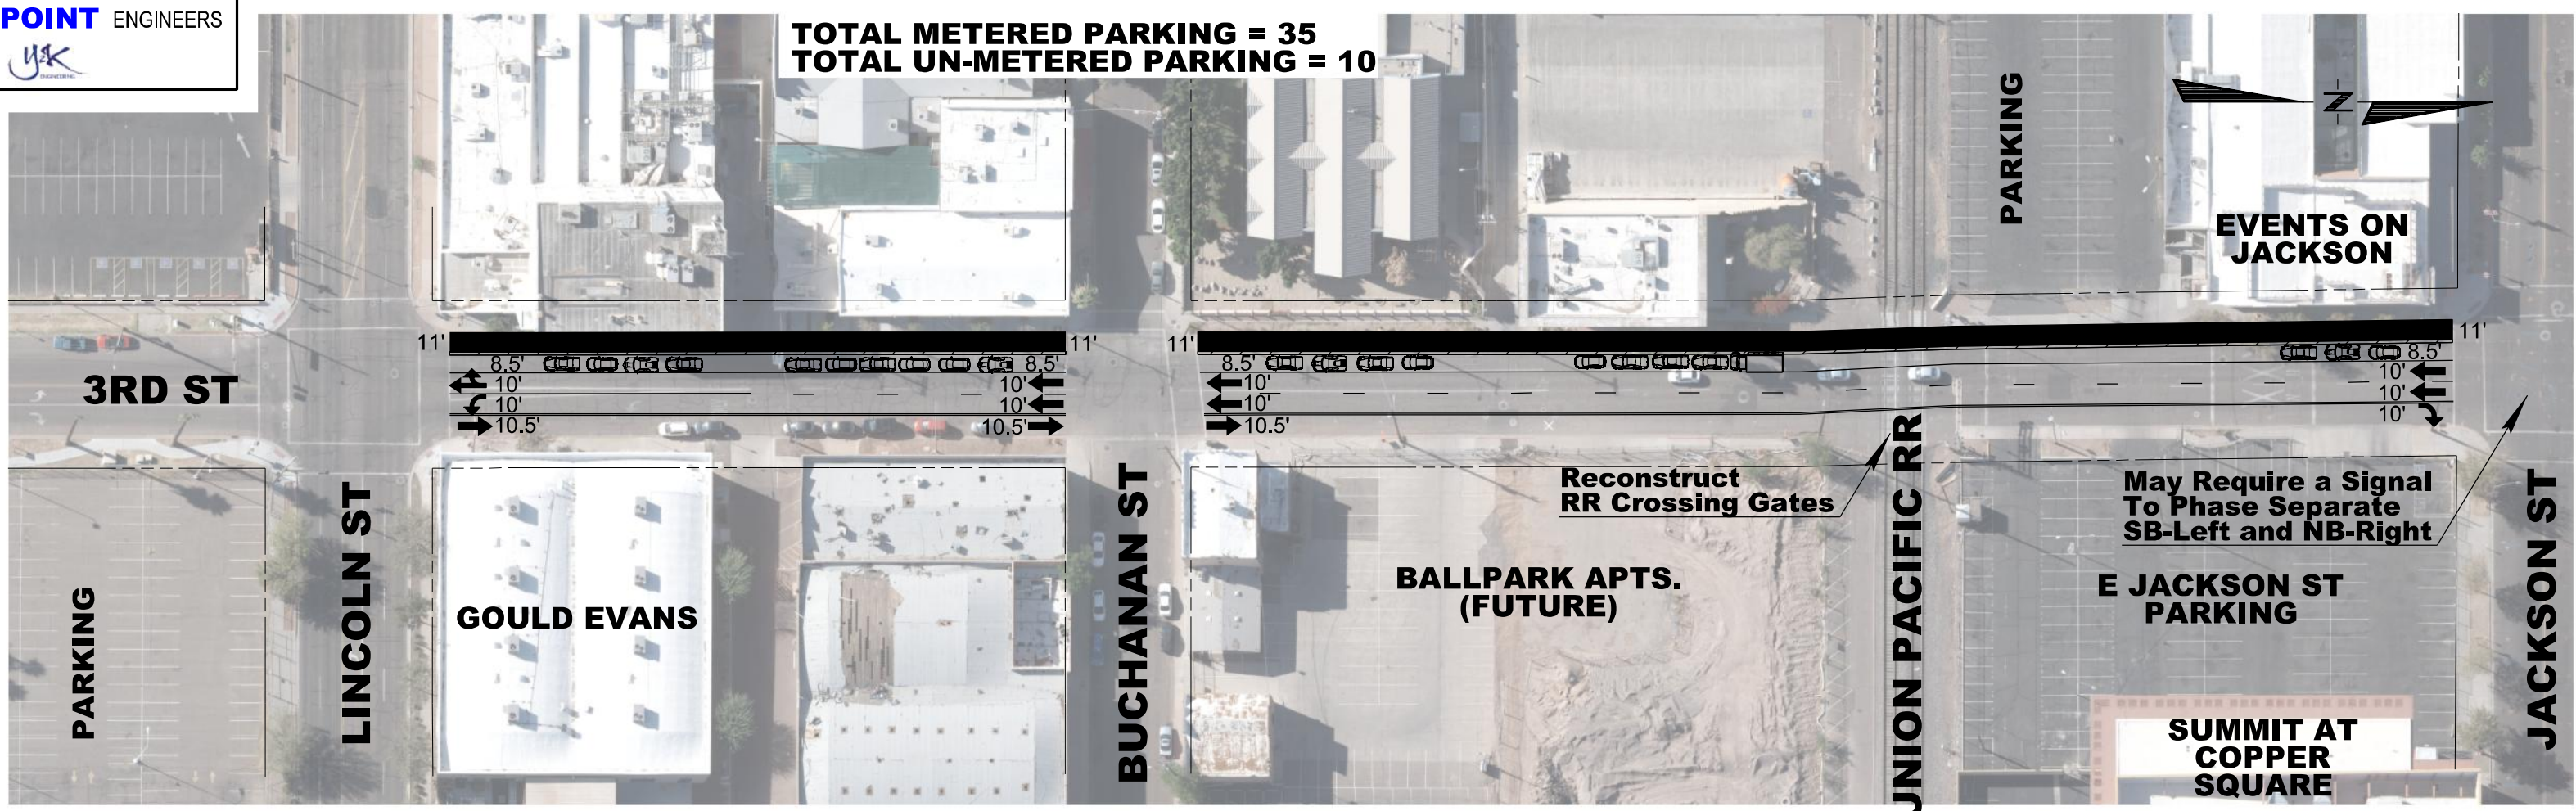 POINT ENGINEERS
Y&K
ENGINEERING
TOTAL METERED PARKING = 35
TOTAL UN-METERED PARKING = 10
PARKING
N
EVENTS ON
JACKSON
3RD ST
11'
8.5'
10'
10'
10.5'
11'
8.5'
10'
10'
10.5'
11'
8.5'
10'
10'
10.5'
11'
8.5'
10'
10'
10'
PARKING
LINCOLN ST
GOULD EVANS
BUCHANAN ST
Reconstruct
RR Crossing Gates
BALLPARK APTS.
(FUTURE)
UNION PACIFIC RR
May Require a Signal
To Phase Separate
SB-Left and NB-Right
E JACKSON ST
PARKING
SUMMIT AT
COPPER
SQUARE
JACKSON ST